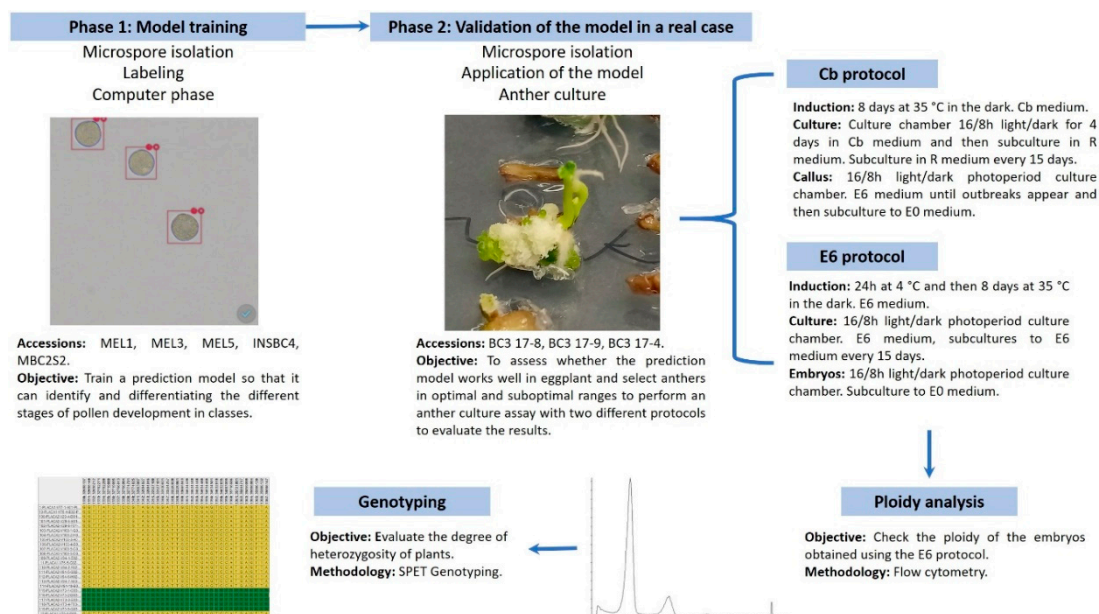 Phase 1: Model training
Microspore isolation
Labeling
Computer phase
Accessions: MEL1, MEL3, MEL5, INSBC4,
MBC2S2.
Objective: Train a prediction model so that it
can identify and differentiating the different
stages of pollen development in classes.
Phase 2: Validation of the model in a real case
Microspore isolation
Application of the model
Anther culture
Accessions: BC3 17-8, BC3 17-9, BC3 17-4.
Objective: To assess whether the prediction
model works well in eggplant and select anthers
in optimal and suboptimal ranges to perform an
anther culture assay with two different protocols
to evaluate the results.
Cb protocol
Induction: 8 days at 35 °C in the dark. Cb medium.
Culture: Culture chamber 16/8h light/dark for 4
days in Cb medium and then subculture in R
medium. Subculture in R medium every 15 days.
Callus: 16/8h light/dark photoperiod culture
chamber. E6 medium until outbreaks appear and
then subculture to E0 medium.
E6 protocol
Induction: 24h at 4 °C and then 8 days at 35 °C
in the dark. E6 medium.
Culture: 16/8h light/dark photoperiod culture
chamber. E6 medium, subcultures to E6
medium every 15 days.
Embryos: 16/8h light/dark photoperiod culture
chamber. Subculture to E0 medium.
Ploidy analysis
Objective: Check the ploidy of the embryos
obtained using the E6 protocol.
Methodology: Flow cytometry.
Genotyping
Objective: Evaluate the degree of
heterozygosity of plants.
Methodology: SPET Genotyping.